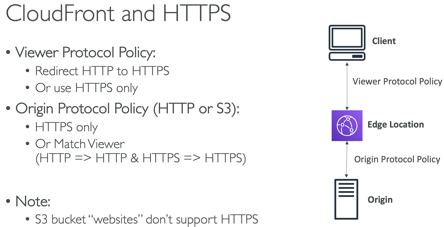 CloudFront and HTTPS
• Viewer Protocol Policy:
• Redirect HTTP to HTTPS
• Or use HTTPS only
• Origin Protocol Policy (HTTP or S3):
• HTTPS only
• Or Match Viewer
(HTTP => HTTP & HTTPS => HTTPS)
• Note:
• S3 bucket “websites” don’t support HTTPS
Client
Viewer Protocol Policy
Edge Location
Origin Protocol Policy
Origin